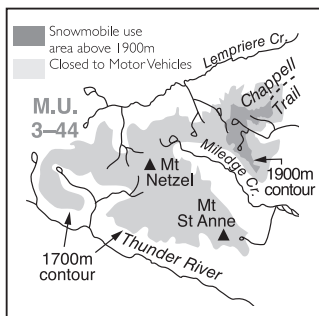 Snowmobile use
area above 1900m
Closed to Motor Vehicles
Lempriere Cr.
Chappell
Trail
M.U.
3–44
Mt
Netzel
Miledge Cr.
1900m
contour
Mt
St Anne
1700m
contour
Thunder River